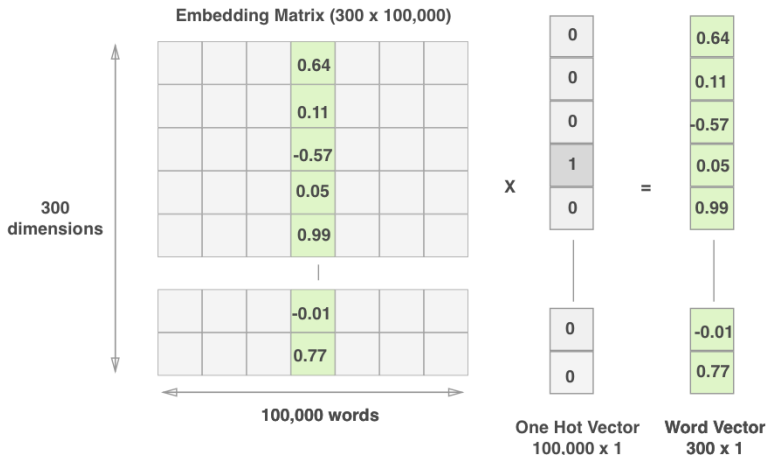 Embedding Matrix (300 x 100,000)
0.64
0.11
-0.57
0.05
0.99
-0.01
0.77
300
dimensions
100,000 words
X
0
0
0
1
0
0
0
One Hot Vector
100,000 x 1
=
0.64
0.11
-0.57
0.05
0.99
-0.01
0.77
Word Vector
300 x 1